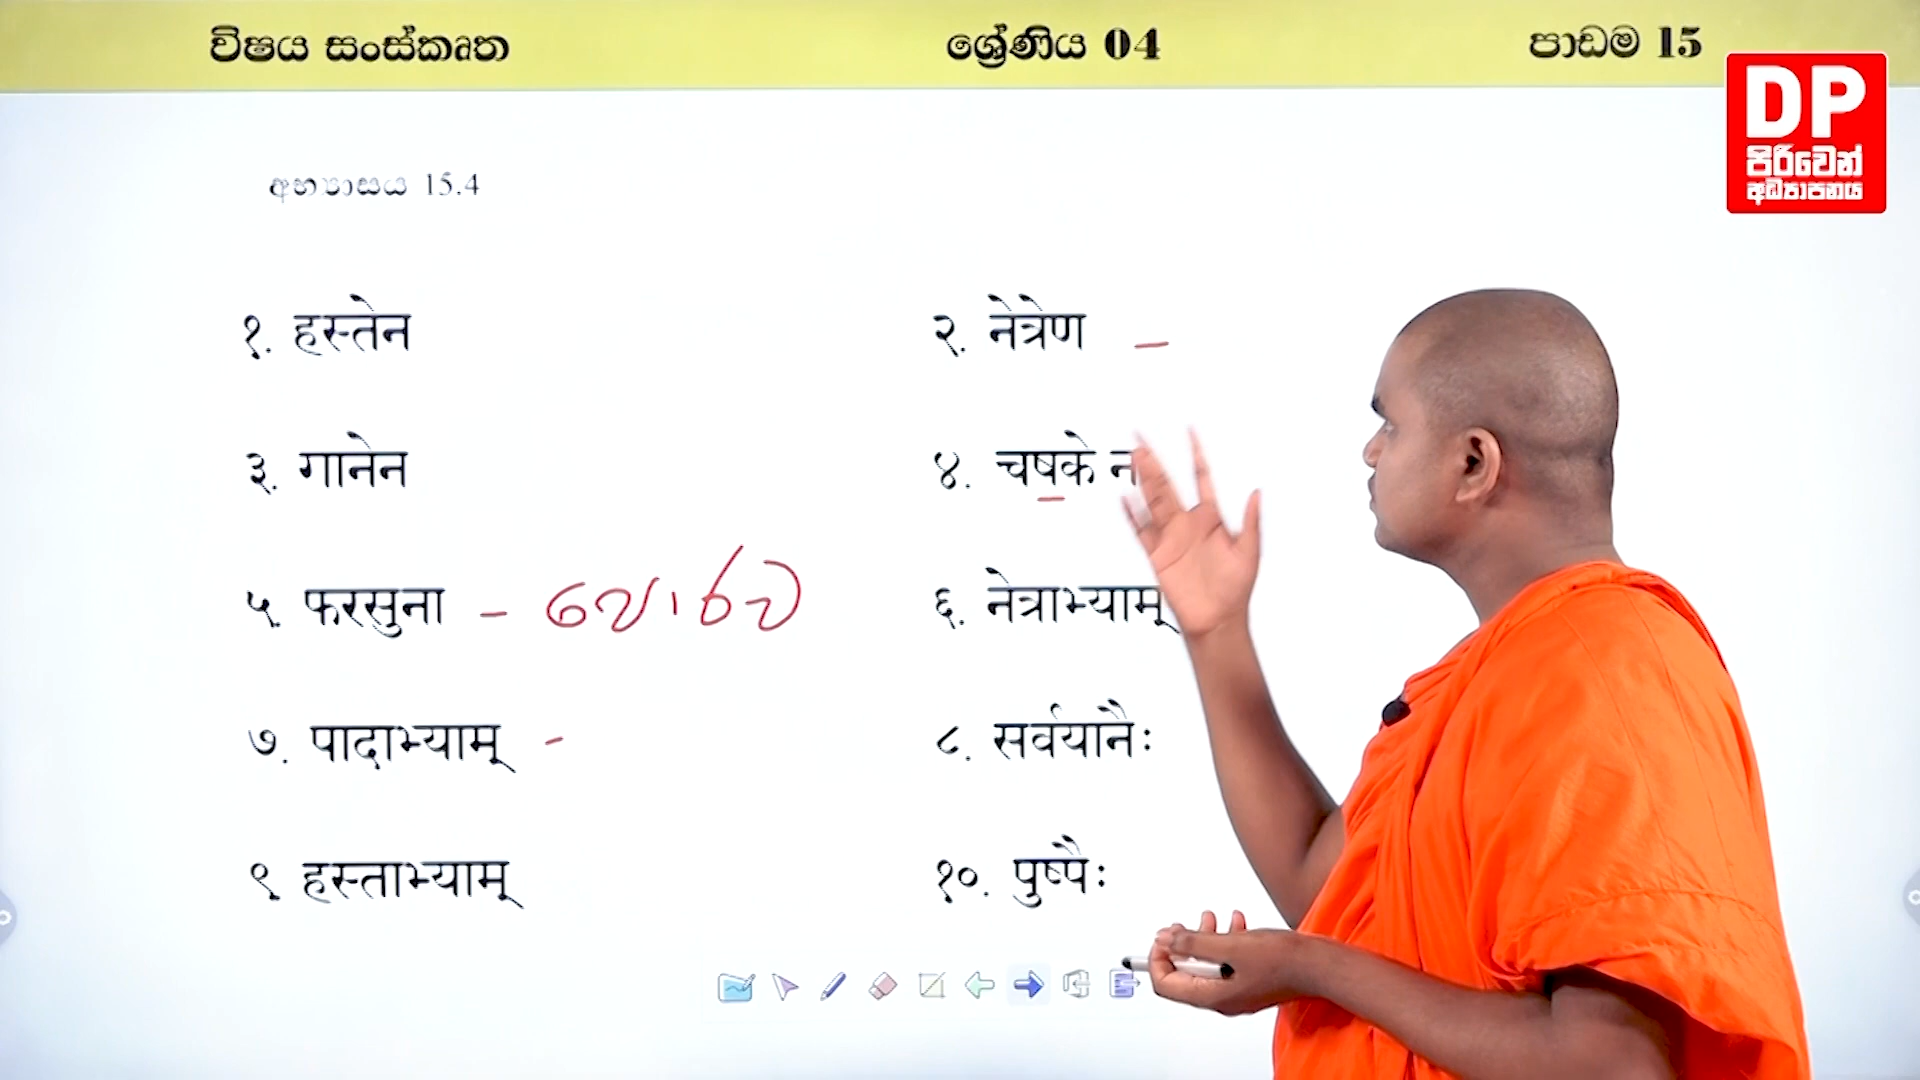 විෂය සංස්කෘත ශ්‍රේණිය 04 පාඩම 15
DP
පිරිවෙන්
අධ්‍යාපනය
අභ්‍යාසය 15.4
१. हस्तेन २. नेत्रेण –
३. गानेन ४. चषके न
५. फरसुना – පොරව ६. नेत्राभ्याम्
७. पादाभ्याम् - ८. सर्वयानैः
९ हस्ताभ्याम् १०. पुष्पैः